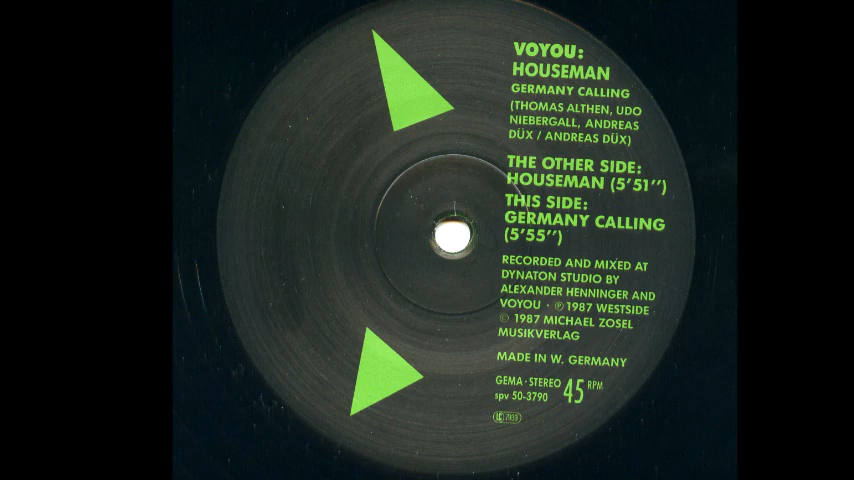 VOYOU:
HOUSEMAN
GERMANY CALLING
(THOMAS ALTHEN, UDO
NIEBERGALL, ANDREAS
DÜX / ANDREAS DÜX)
THE OTHER SIDE:
HOUSEMAN (5'51'')
THIS SIDE:
GERMANY CALLING
(5'55'')
RECORDED AND MIXED AT
DYNATON STUDIO BY
ALEXANDER HENNINGER AND
VOYOU · ℗ 1987 WESTSIDE
© 1987 MICHAEL ZOSEL
MUSIKVERLAG
MADE IN W. GERMANY
GEMA · STEREO 45 RPM
spv 50-3790
LC